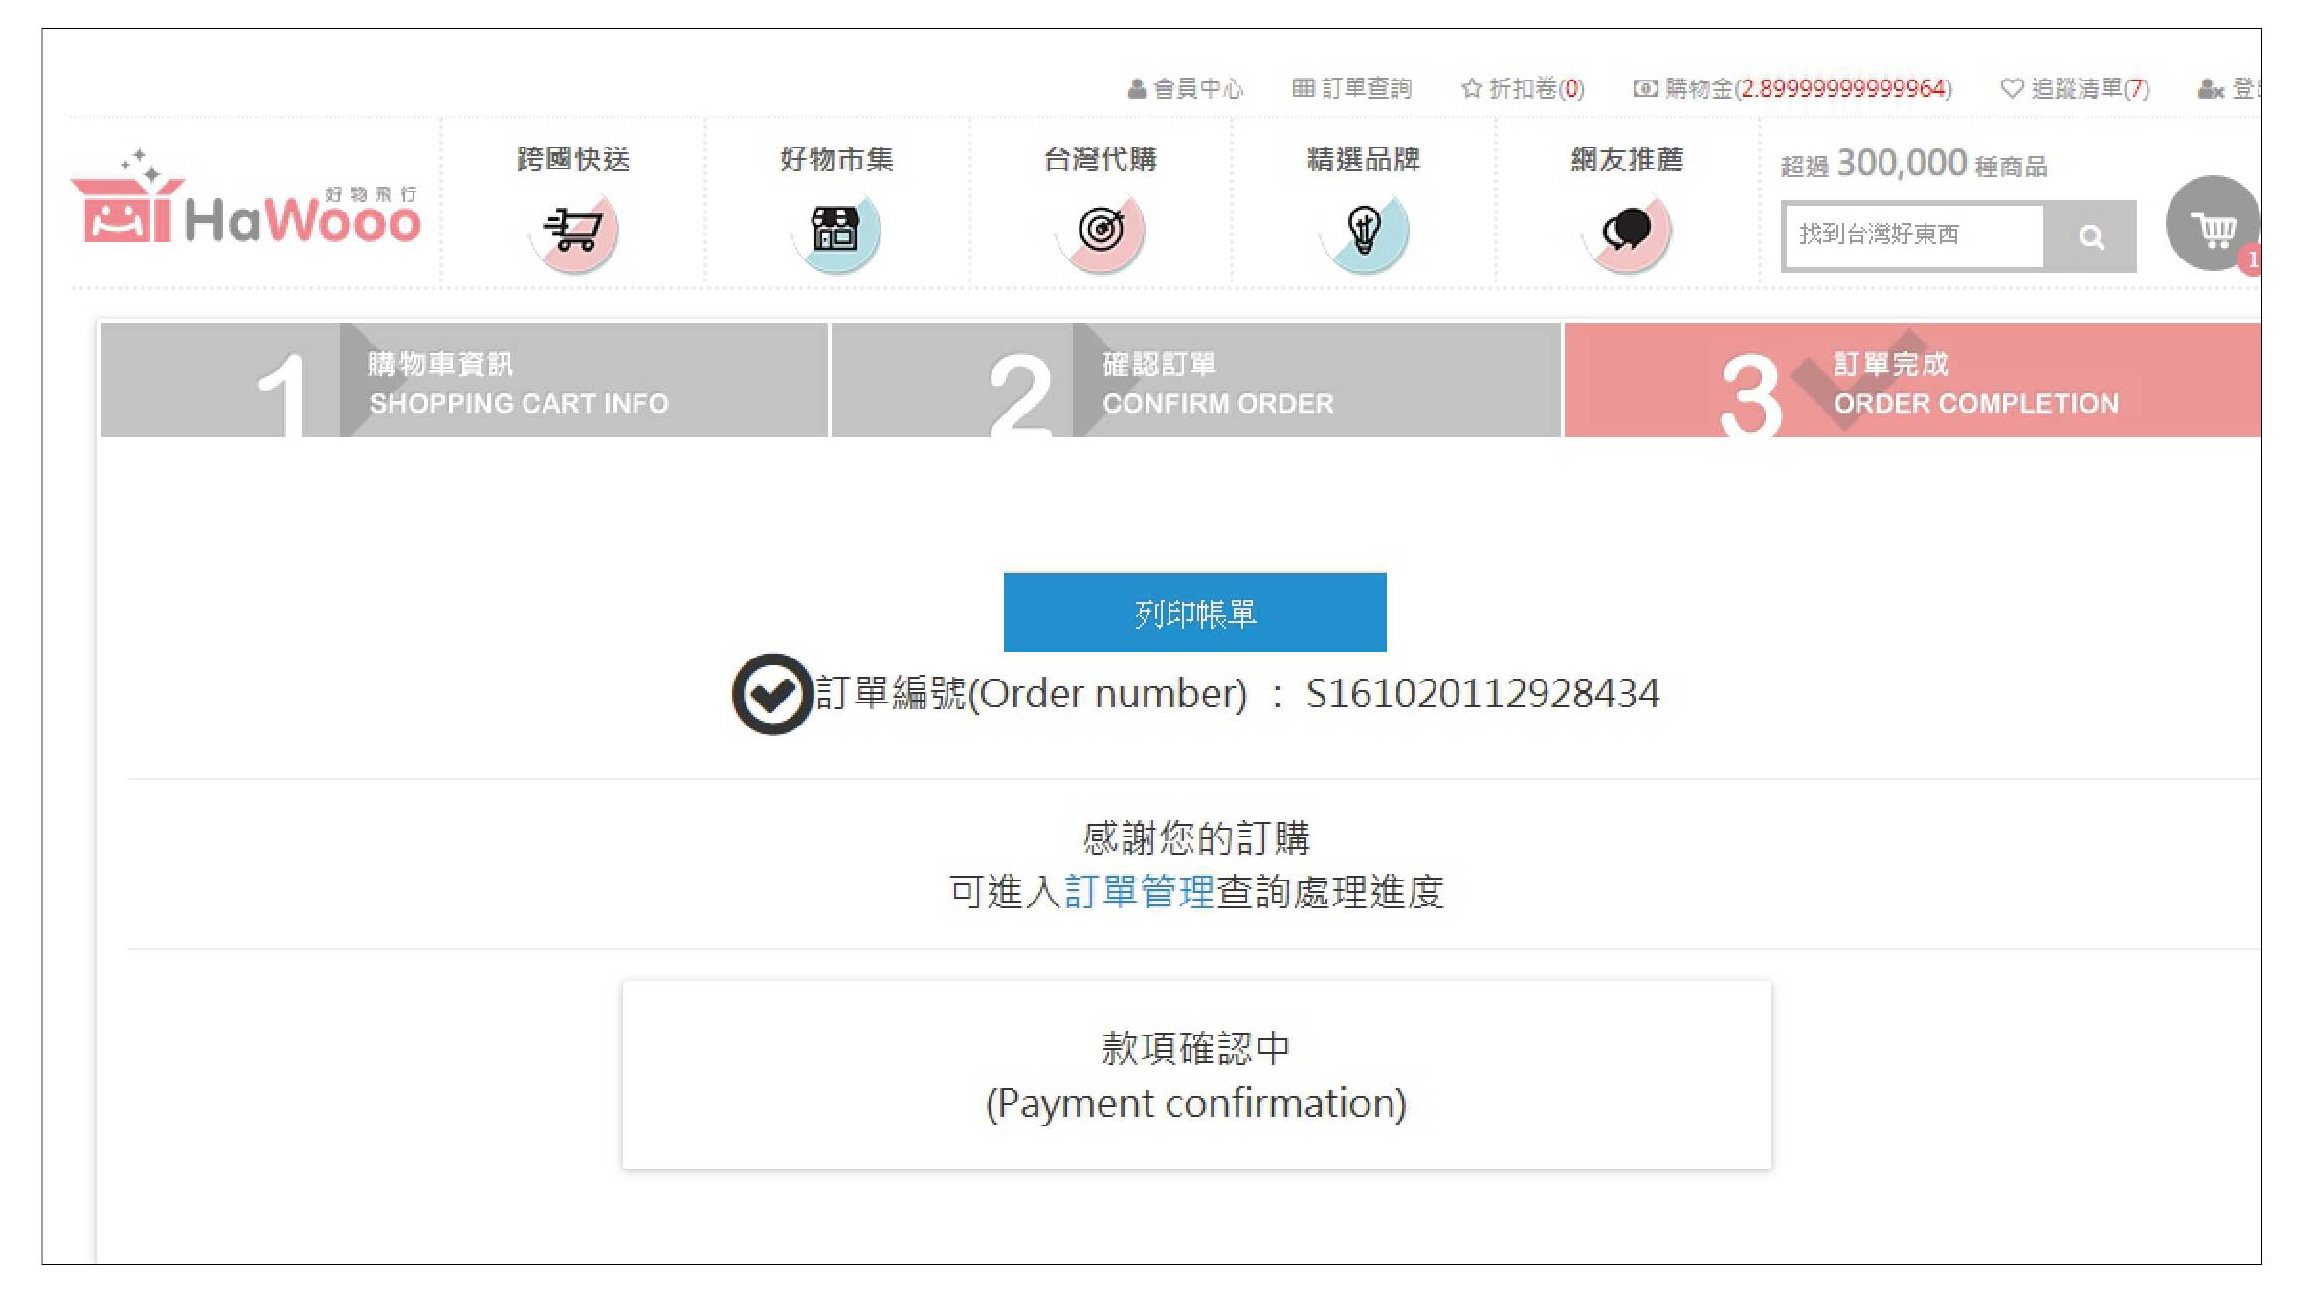 會員中心 訂單查詢 折扣卷(0) 購物金(2.89999999999964) 追蹤清單(7) 登
好物飛行
HaWooo
跨國快送 好物市集 台灣代購 精選品牌 網友推薦
超過 300,000 種商品
找到台灣好東西
1
1 購物車資訊
SHOPPING CART INFO
2 確認訂單
CONFIRM ORDER
3 訂單完成
ORDER COMPLETION
列印帳單
訂單編號(Order number) : S161020112928434
感謝您的訂購
可進入訂單管理查詢處理進度
款項確認中
(Payment confirmation)